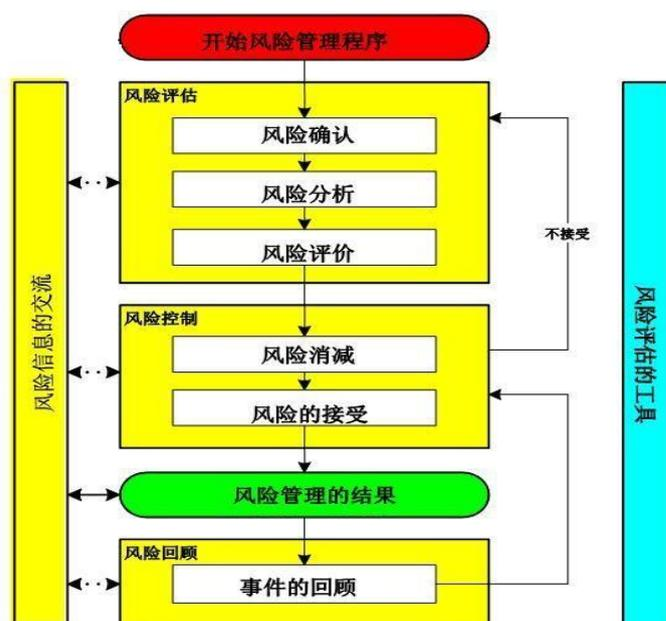 开始风险管理程序
风险评估
风险确认
风险分析
风险评价
不接受
风险信息的交流
风险控制
风险消减
风险的接受
风险评估的工具
风险管理的结果
风险回顾
事件的回顾